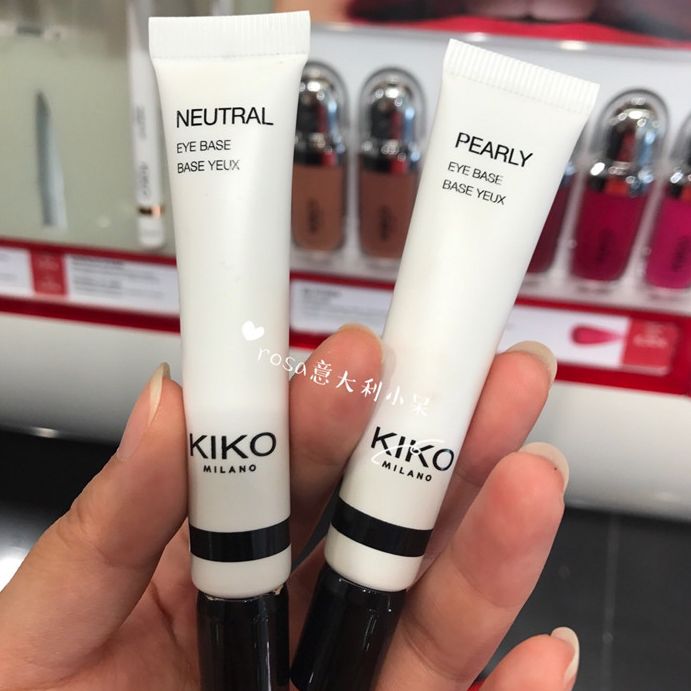 NEUTRAL
EYE BASE
BASE YEUX
KIKO
MILANO
PEARLY
EYE BASE
BASE YEUX
KIKO
MILANO
rosa意大利小呆